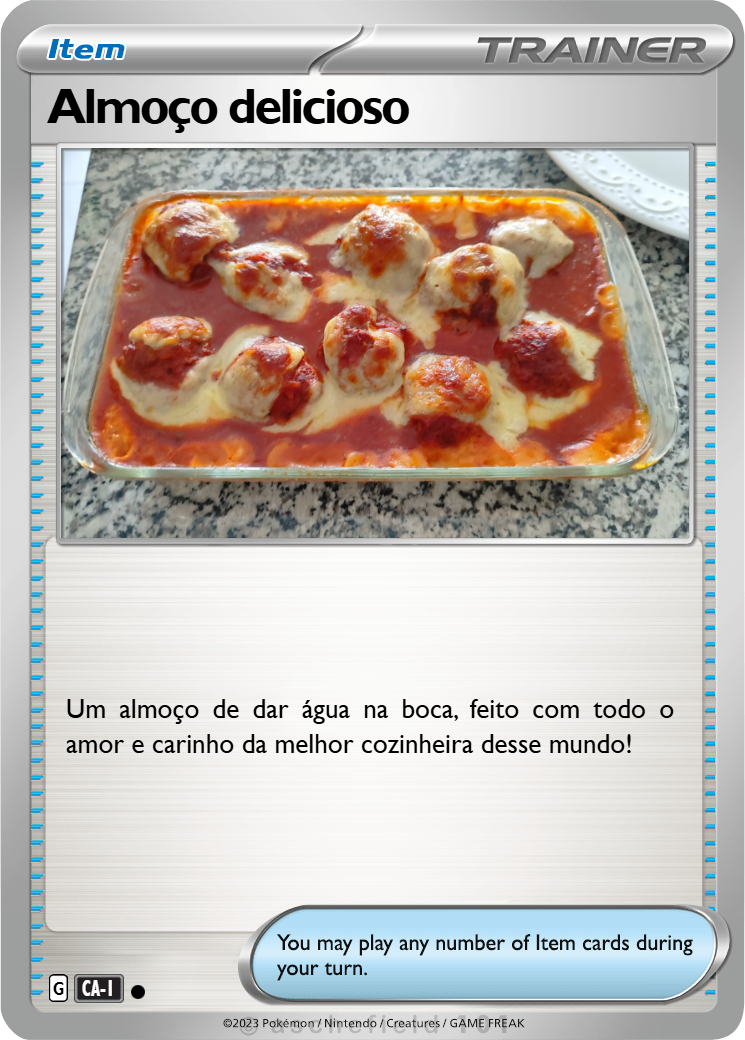 Item
TRAINER
Almoço delicioso
Um almoço de dar água na boca, feito com todo o
amor e carinho da melhor cozinheira desse mundo!
You may play any number of Item cards during
your turn.
G CA-I
©2023 Pokémon / Nintendo / Creatures / GAME FREAK